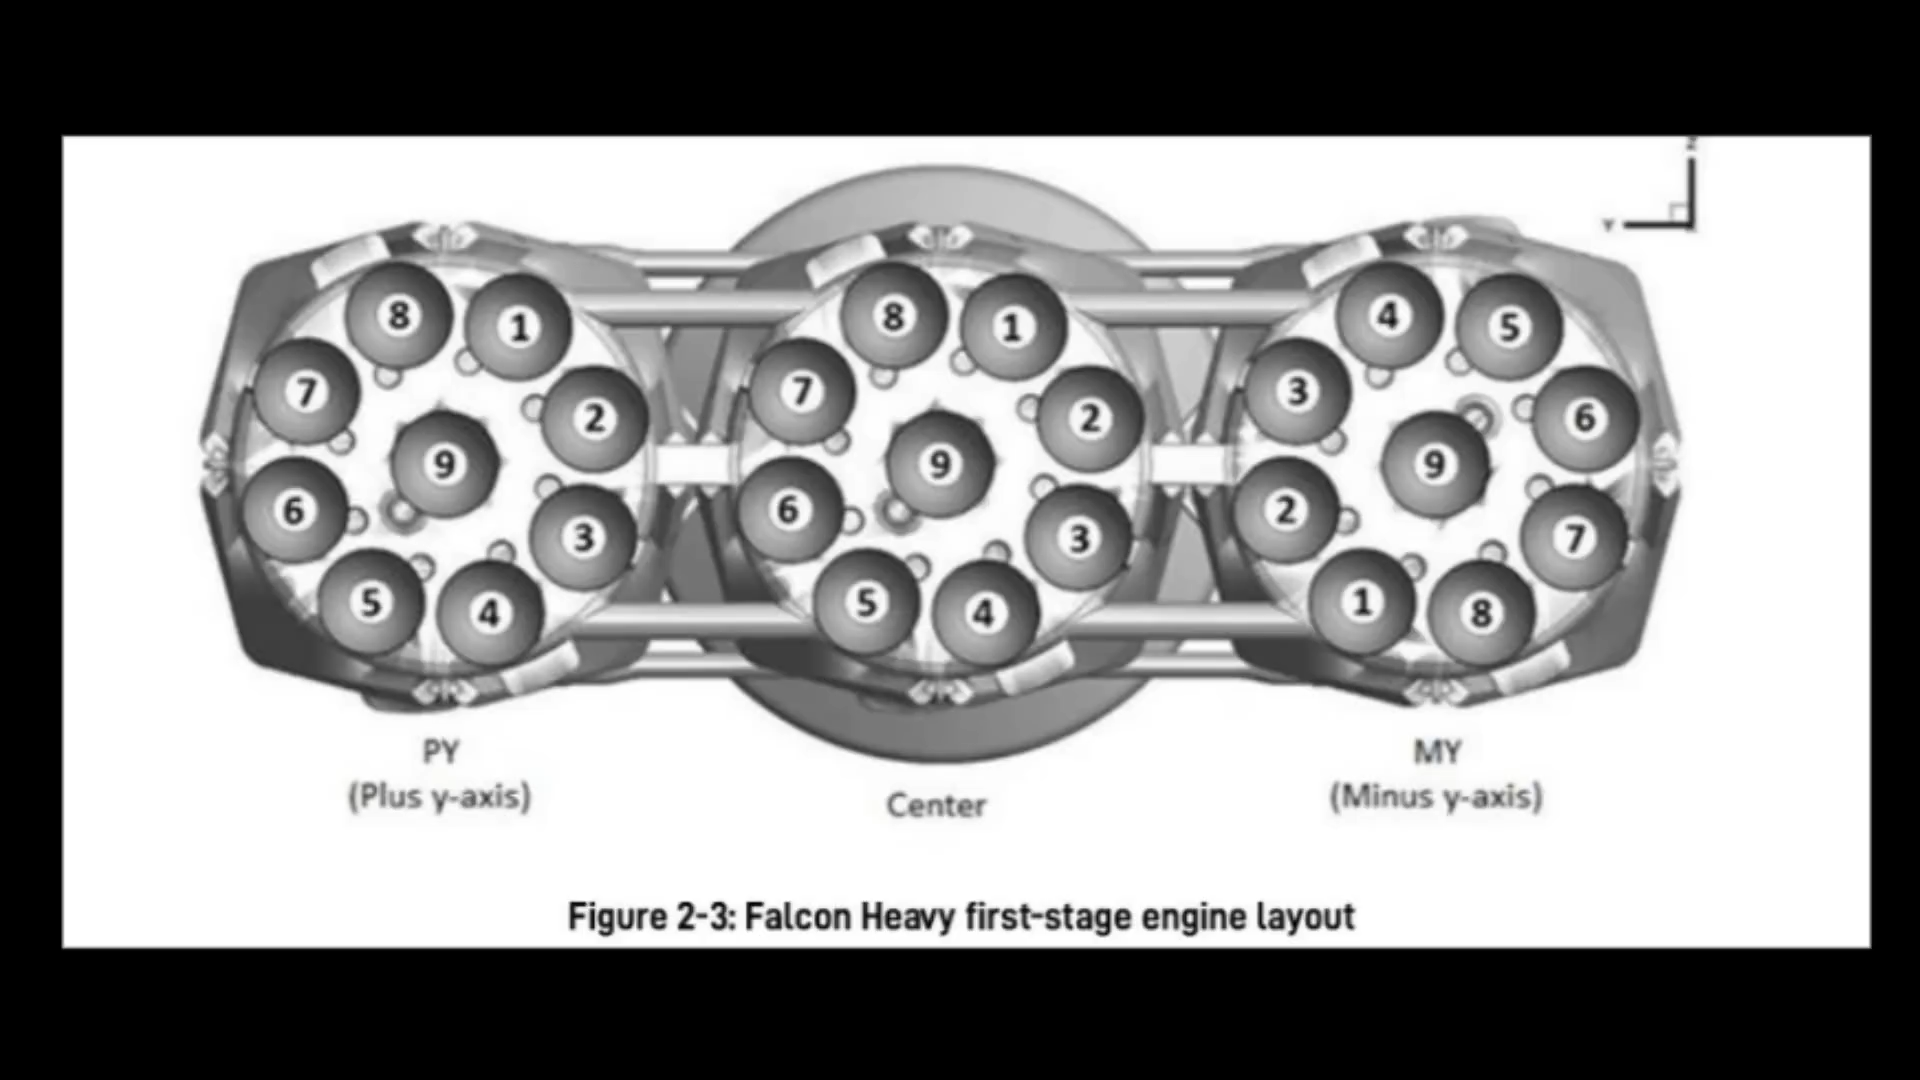 Z
Y
8 1 8 1 4 5
7 2 7 2 3 6
9 9 9
6 3 6 3 2 7
5 4 5 4 1 8
PY
(Plus y-axis)
Center
MY
(Minus y-axis)
Figure 2-3: Falcon Heavy first-stage engine layout